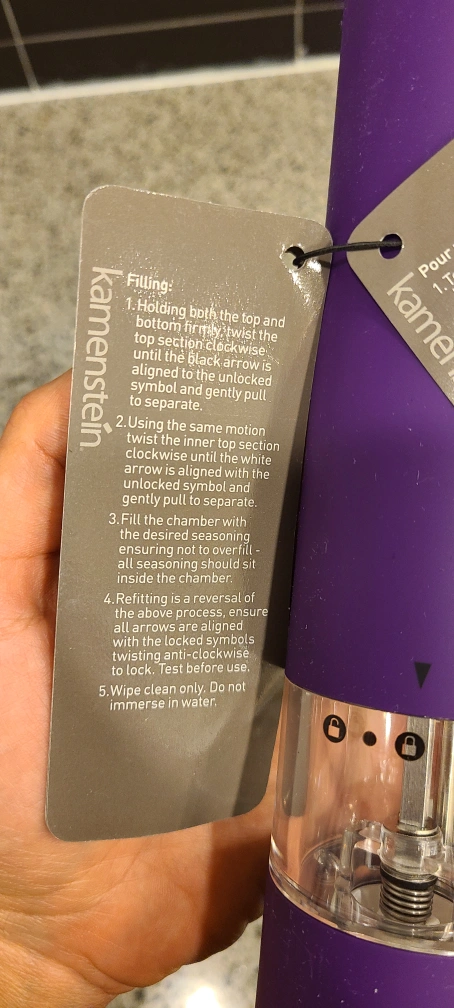 kamenstein
Filling:
1.Holding both the top and
bottom firmly, twist the
top section clockwise
until the black arrow is
aligned to the unlocked
symbol and gently pull
to separate.
2.Using the same motion
twist the inner top section
clockwise until the white
arrow is aligned with the
unlocked symbol and
gently pull to separate.
3.Fill the chamber with
the desired seasoning
ensuring not to overfill -
all seasoning should sit
inside the chamber.
4.Refitting is a reversal of
the above process, ensure
all arrows are aligned
with the locked symbols
twisting anti-clockwise
to lock. Test before use.
5.Wipe clean only. Do not
immerse in water.
Pour
1.